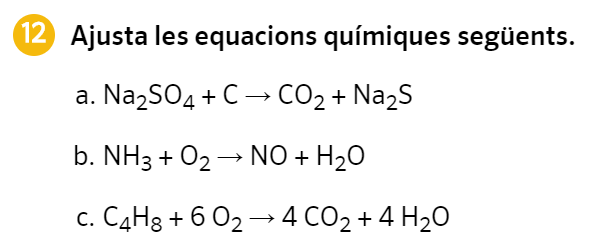 12 Ajusta les equacions químiques següents.
a. Na₂SO₄ + C → CO₂ + Na₂S
b. NH₃ + O₂ → NO + H₂O
c. C₄H₈ + 6 O₂ → 4 CO₂ + 4 H₂O